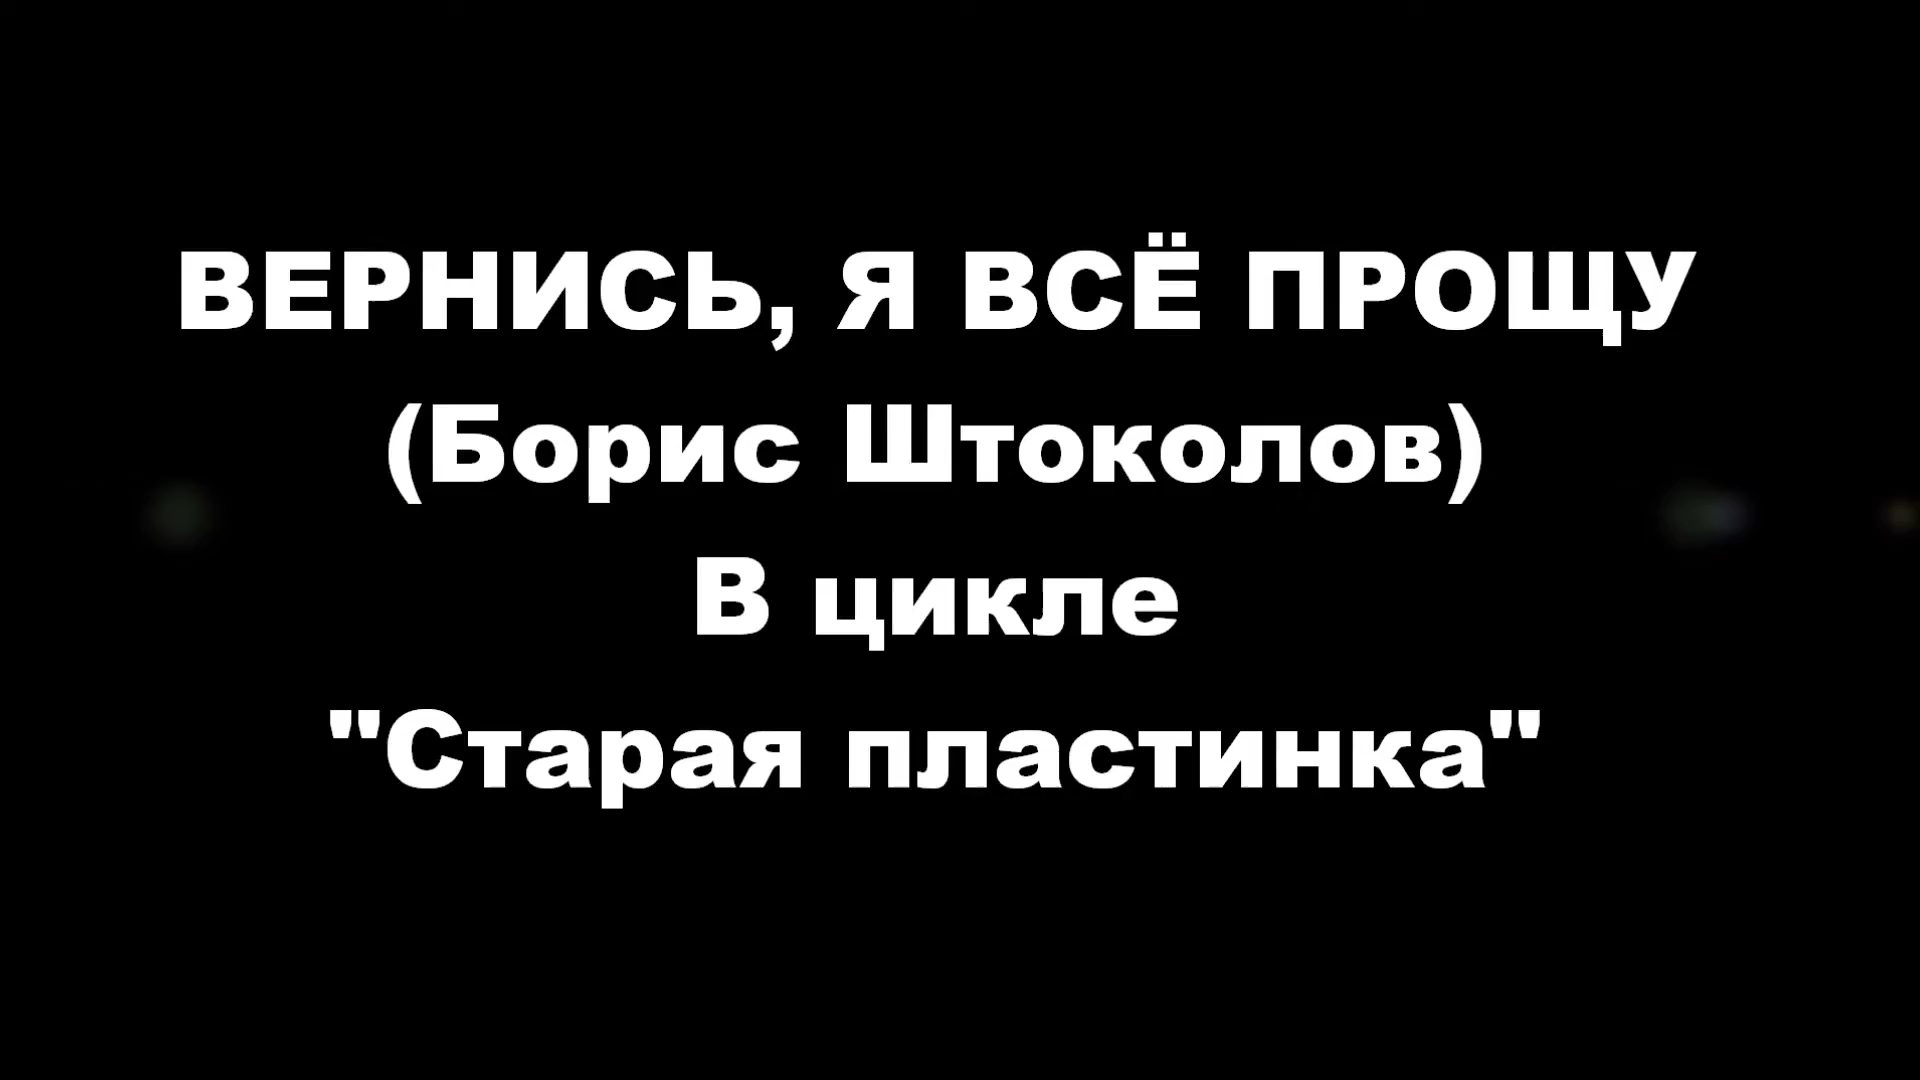 ВЕРНИСЬ, Я ВСЁ ПРОЩУ
(Борис Штоколов)
В цикле
"Старая пластинка"